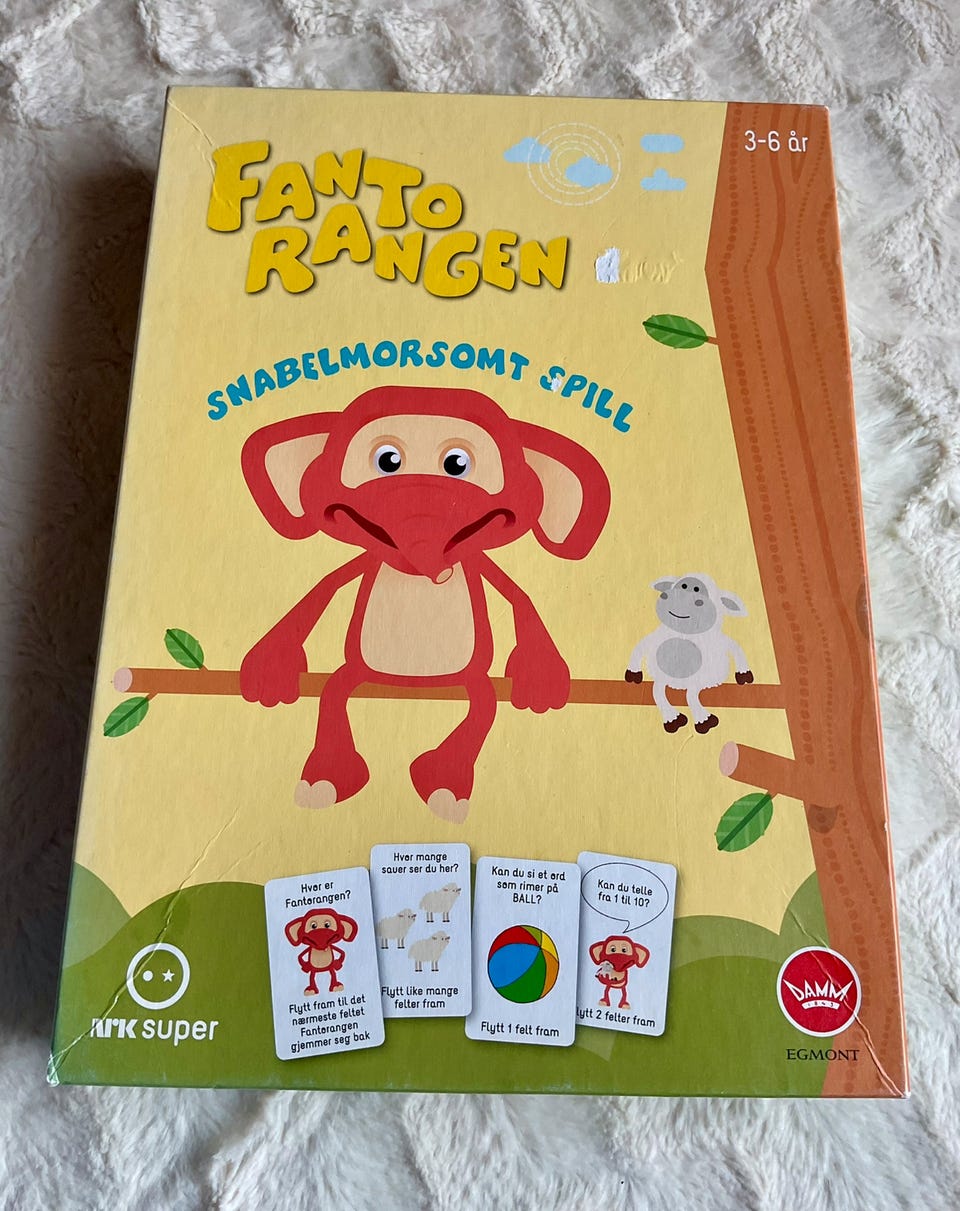 3-6 år
FANTO
RANGEN
SNABELMORSOMT SPILL
Hvor er
Fantorangen?
Flytt fram til det
nærmeste feltet
Fantorangen
gjemmer seg bak
Hvor mange
sauer ser du her?
Flytt like mange
felter fram
Kan du si et ord
som rimer på
BALL?
Flytt 1 felt fram
Kan du telle
fra 1 til 10?
lytt 2 felter fram
nrk super
DAMM
1843
EGMONT